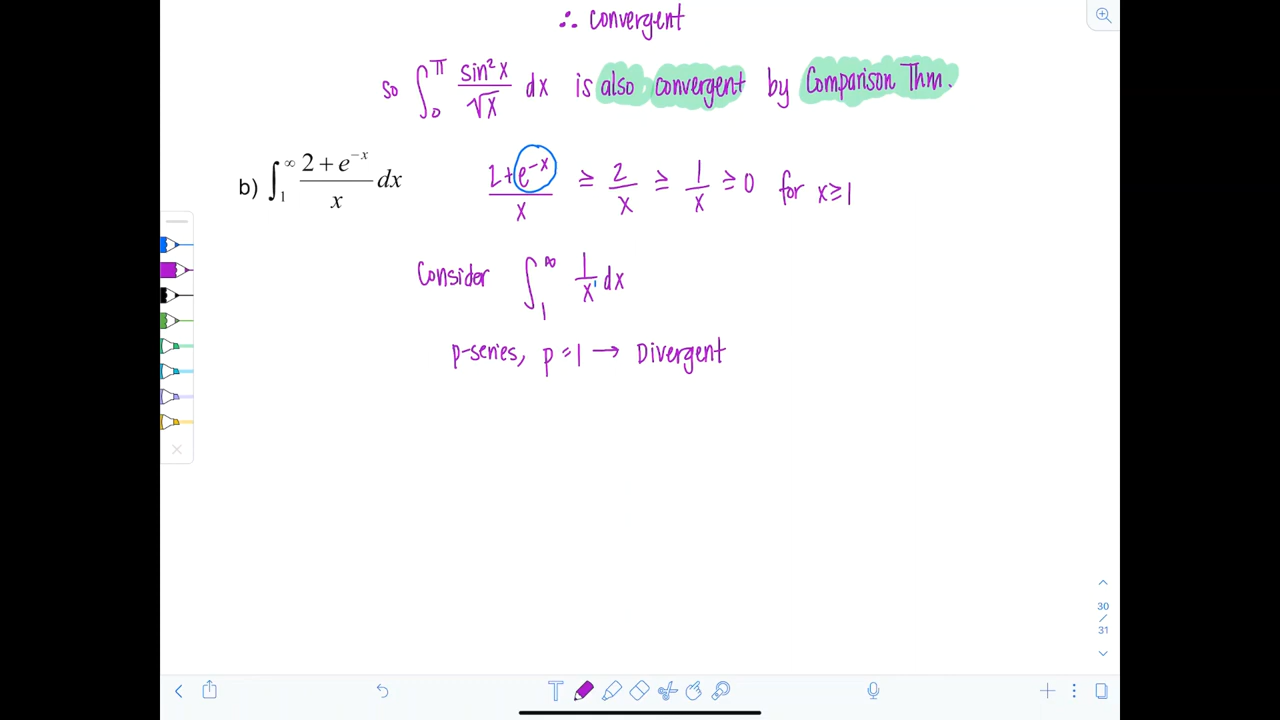 ∴ convergent
so ∫₀^π sin²x/√x dx is also convergent by Comparison Thm.
b) ∫₁^∞ (2 + e⁻ˣ)/x dx (2+e⁻ˣ)/x ≥ 2/x ≥ 1/x ≥ 0 for x≥1
Consider ∫₁^∞ 1/x¹ dx
p-series, p=1 → Divergent
30
/
31
T